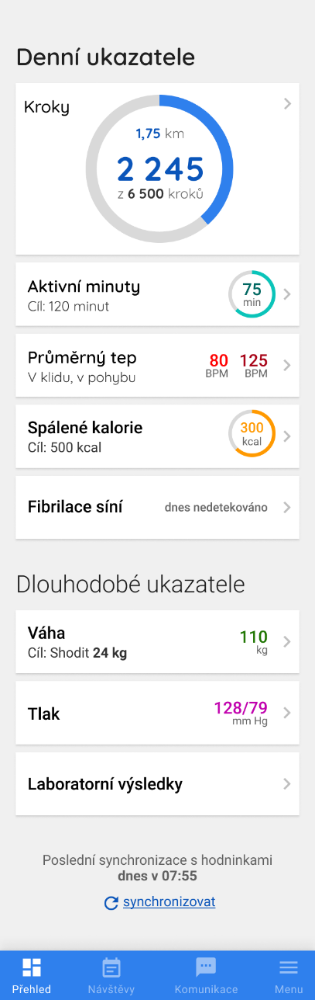 Denní ukazatele
Kroky
1,75 km
2 245
z 6 500 kroků
Aktivní minuty
Cíl: 120 minut
75
min
Průměrný tep
V klidu, v pohybu
80 125
BPM BPM
Spálené kalorie
Cíl: 500 kcal
300
kcal
Fibrilace síní
dnes nedetekováno
Dlouhodobé ukazatele
Váha
Cíl: Shodit 24 kg
110
kg
Tlak
128/79
mm Hg
Laboratorní výsledky
Poslední synchronizace s hodninkami
dnes v 07:55
synchronizovat
Přehled Návštěvy Komunikace Menu